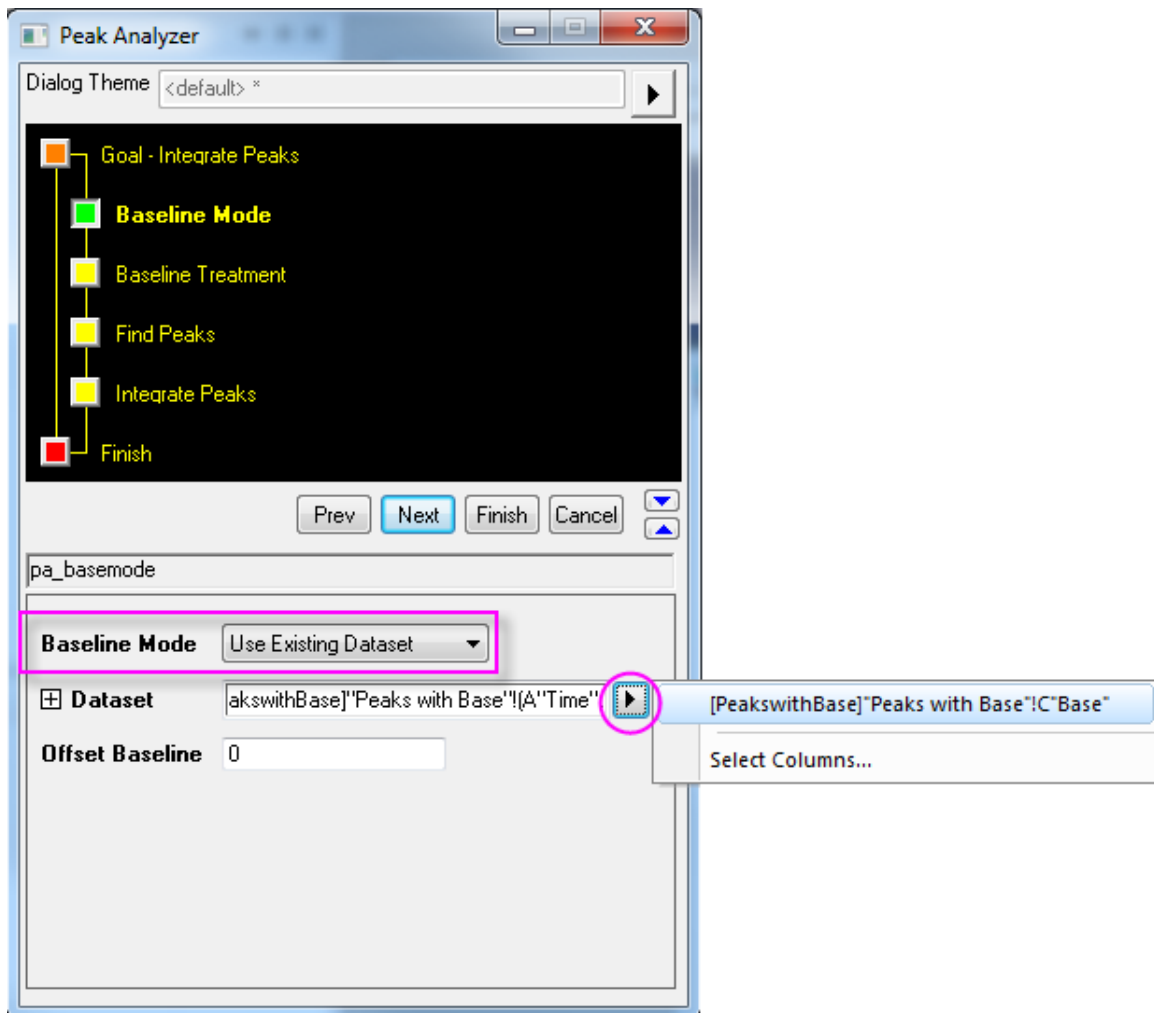 Peak Analyzer
Dialog Theme <default> *
Goal - Integrate Peaks
Baseline Mode
Baseline Treatment
Find Peaks
Integrate Peaks
Finish
Prev Next Finish Cancel
pa_basemode
Baseline Mode Use Existing Dataset
Dataset akswithBase]"Peaks with Base"!(A"Time"
[PeakswithBase]"Peaks with Base"!C"Base"
Offset Baseline 0
Select Columns...